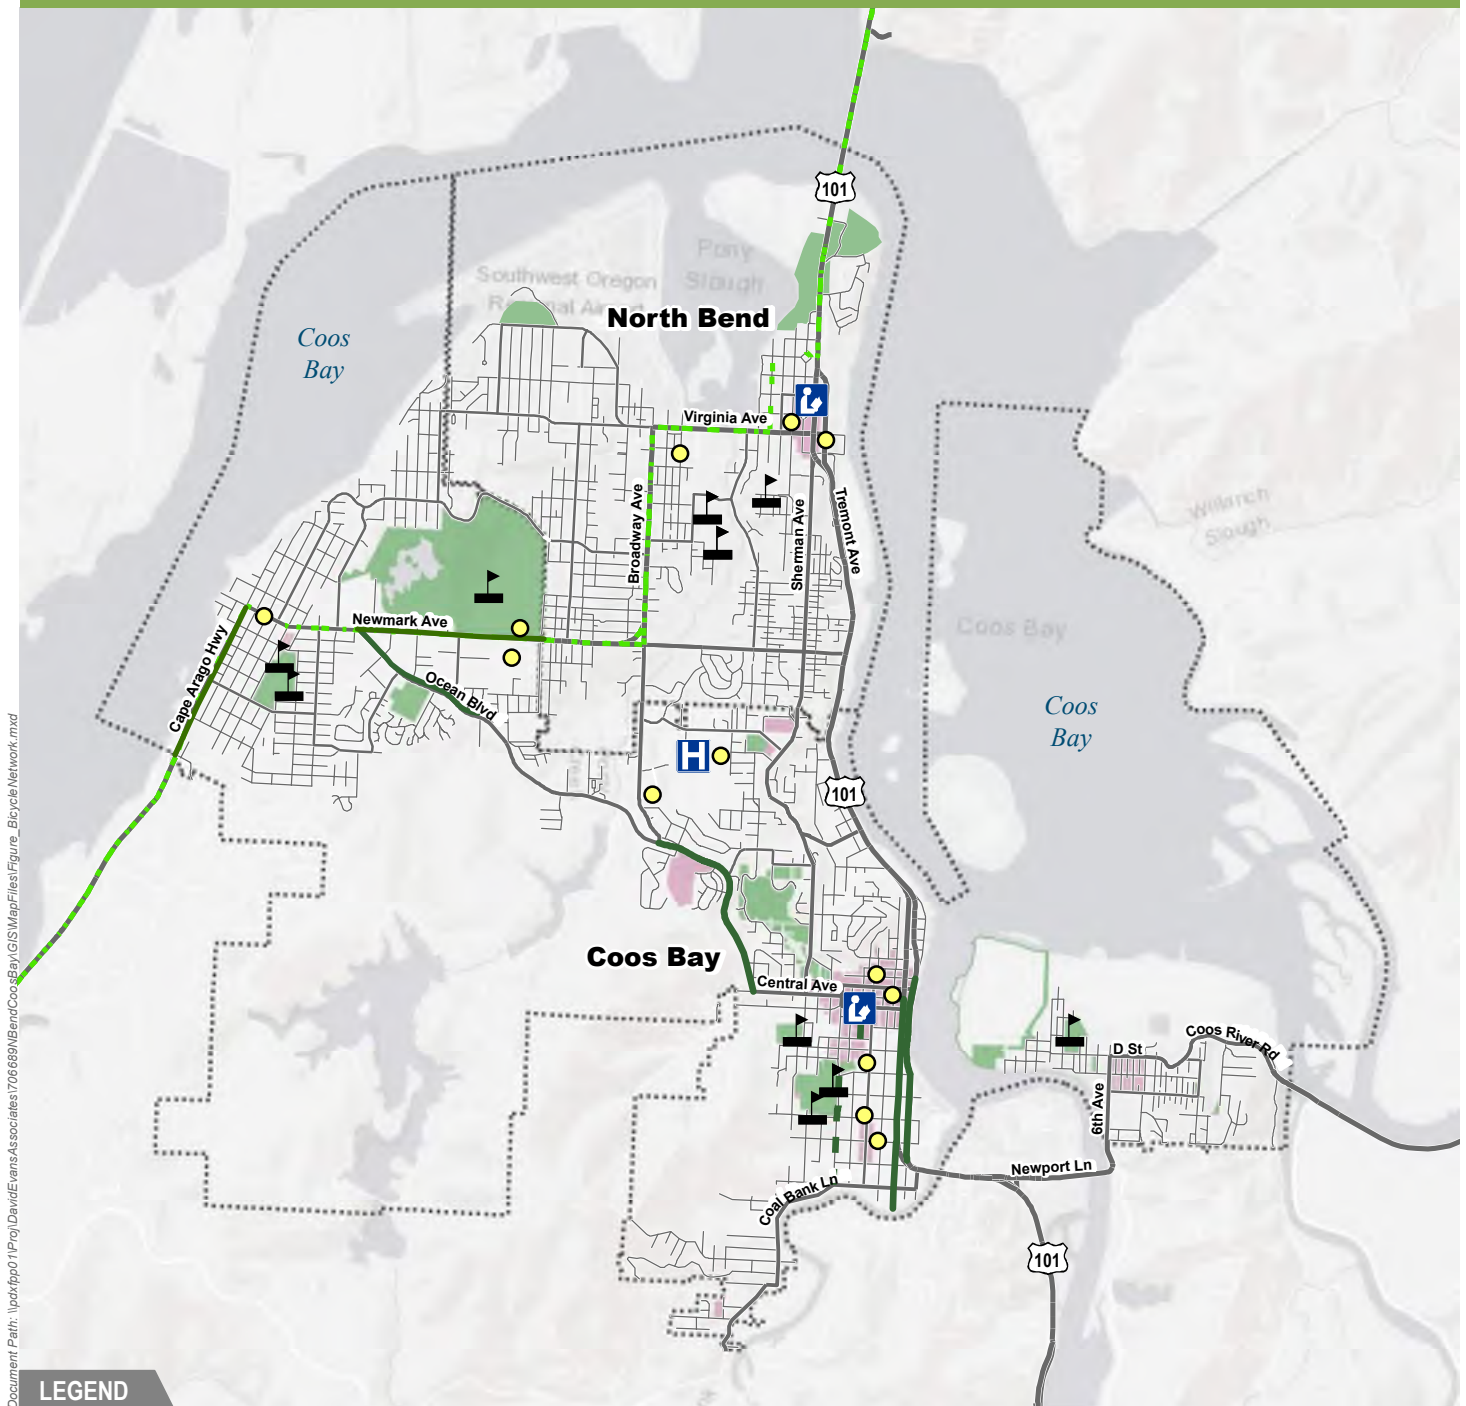 101
Pony
Slough
Southwest Oregon
Regional Airport
North Bend
Coos
Bay
Virginia Ave
Broadway Ave
Sherman Ave
Tremont Ave
Willanch
Slough
Newmark Ave
Cape Arago Hwy
Ocean Blvd
Coos Bay
Coos
Bay
H
101
Coos Bay
Central Ave
D St
Coos River Rd
6th Ave
Newport Ln
Coal Bank Ln
101
Document Path: \\pdxfpp01\Proj\DavidEvansAssociates\706689NBendCoosBay\GIS\MapFiles\Figure_BicycleNetwork.mxd
LEGEND